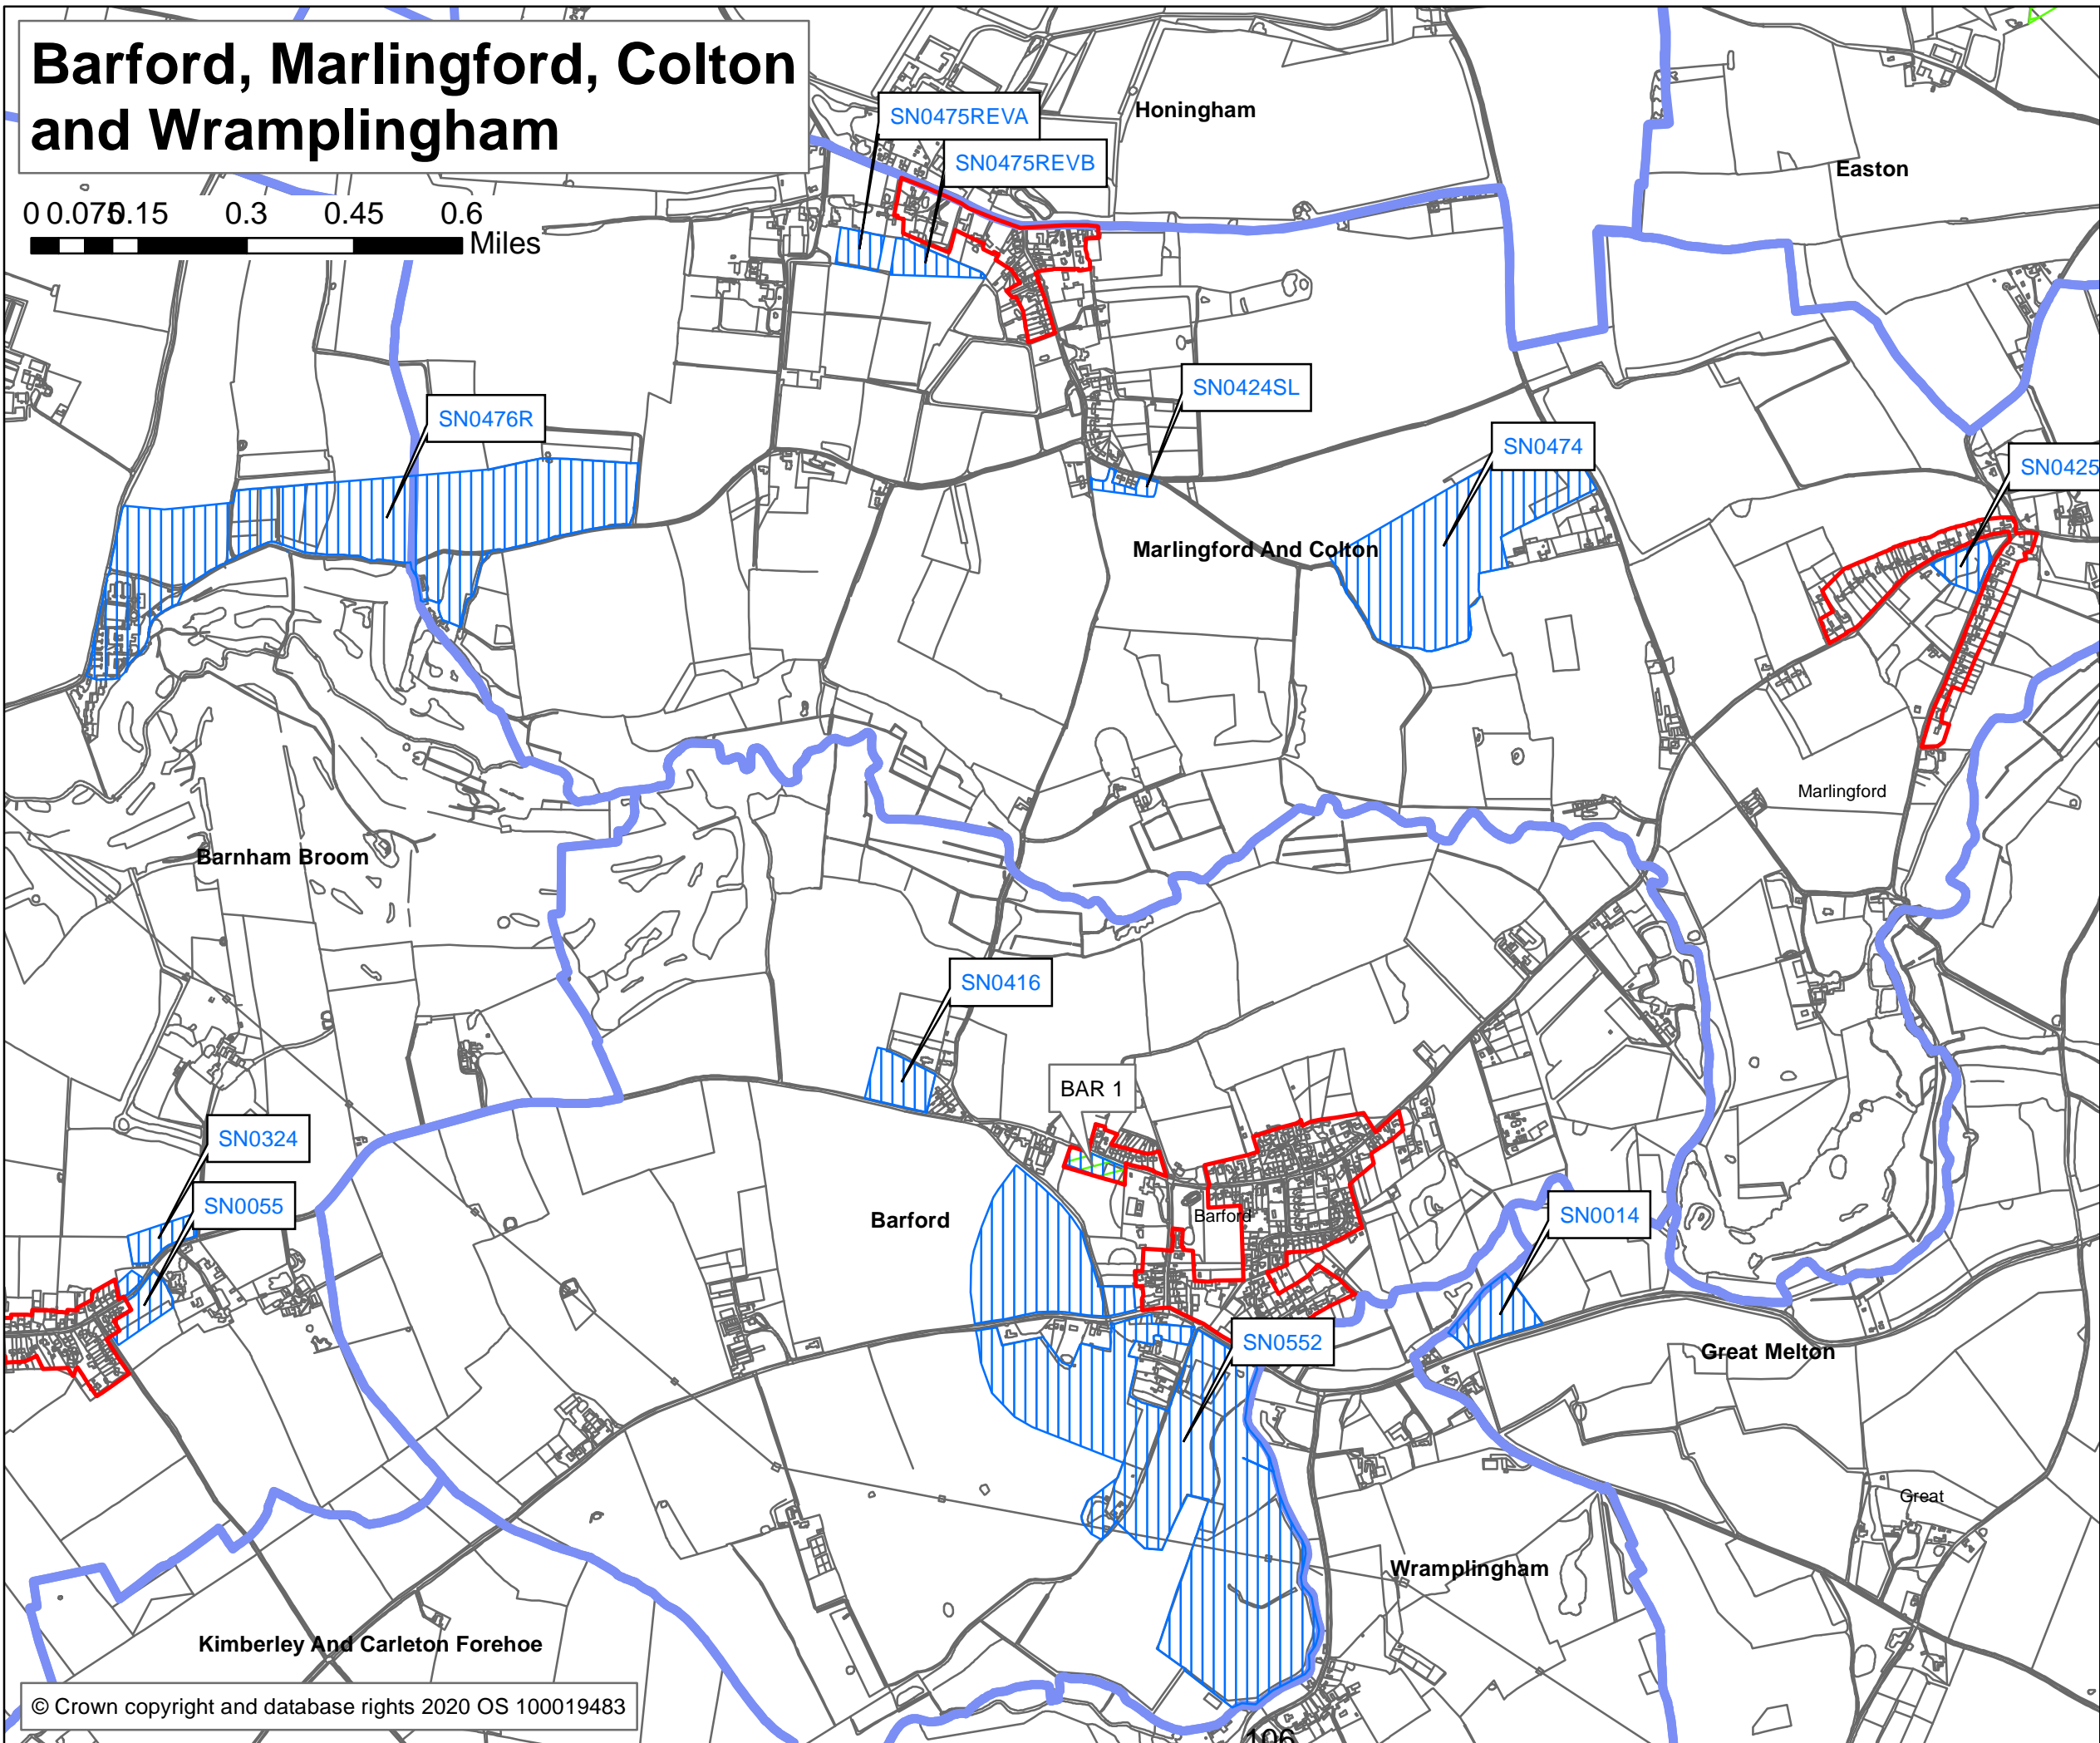 Barford, Marlingford, Colton
and Wramplingham
0 0.075 0.15 0.3 0.45 0.6
Miles
SN0475REVA
Honingham
SN0475REVB
Easton
SN0424SL
SN0476R
SN0474
SN0425
Marlingford And Colton
Marlingford
Barnham Broom
SN0416
BAR 1
SN0324
SN0055
Barford
Barford
SN0014
SN0552
Great Melton
Great
Wramplingham
Kimberley And Carleton Forehoe
© Crown copyright and database rights 2020 OS 100019483
106